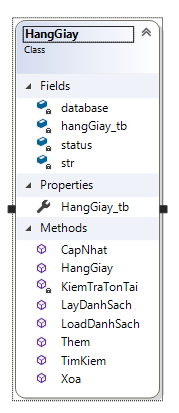 HangGiay
Class
Fields
database
hangGiay_tb
status
str
Properties
HangGiay_tb
Methods
CapNhat
HangGiay
KiemTraTonTai
LayDanhSach
LoadDanhSach
Them
TimKiem
Xoa